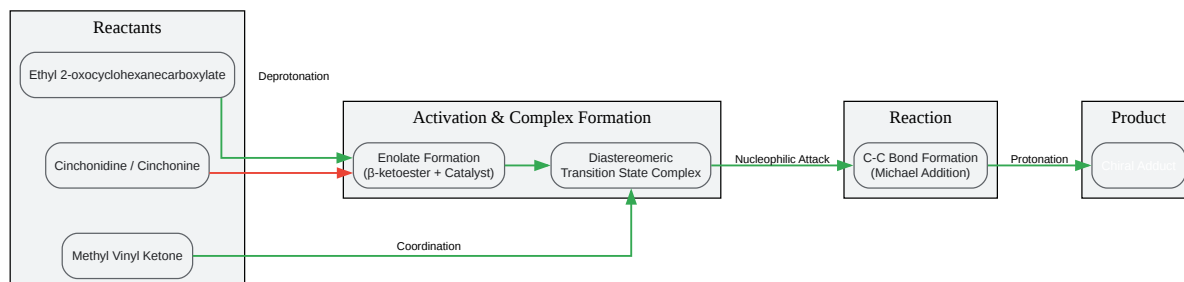 Reactants
Ethyl 2-oxocyclohexanecarboxylate
Deprotonation
Cinchonidine / Cinchonine
Methyl Vinyl Ketone
Coordination
Activation & Complex Formation
Enolate Formation
(β-ketoester + Catalyst)
Diastereomeric
Transition State Complex
Nucleophilic Attack
Reaction
C-C Bond Formation
(Michael Addition)
Protonation
Product
Chiral Adduct